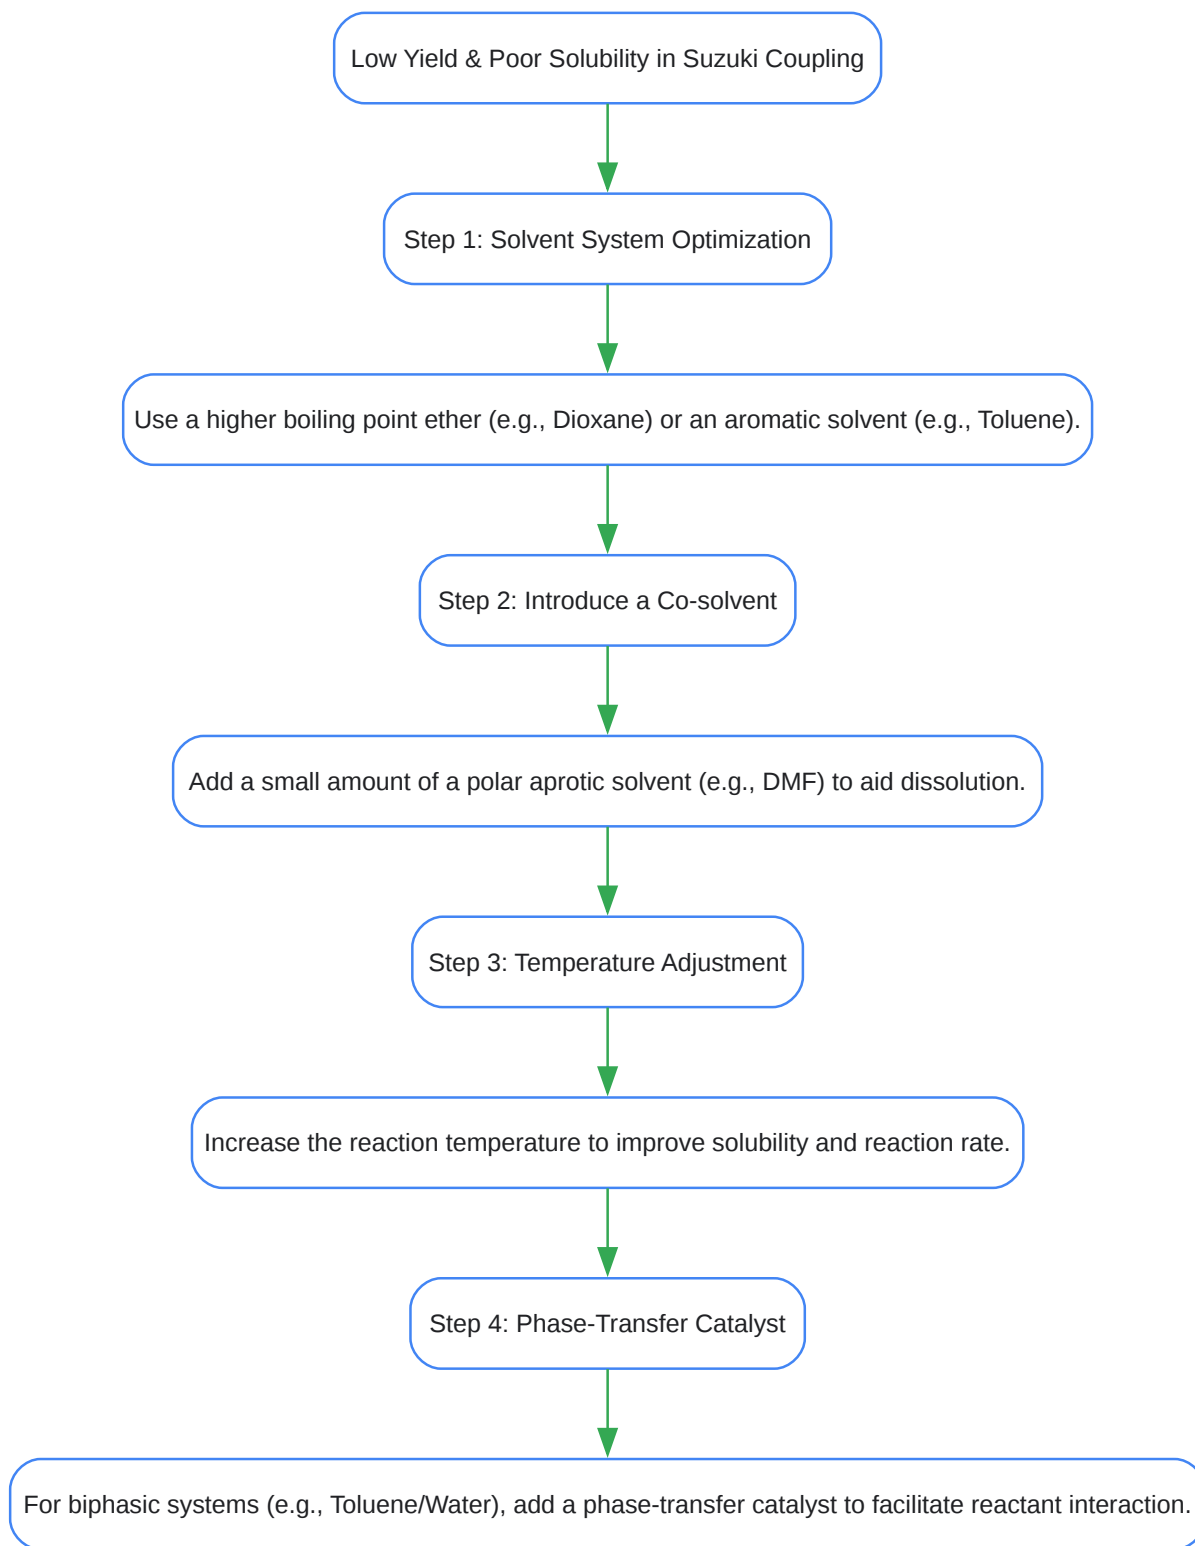 Low Yield & Poor Solubility in Suzuki Coupling
Step 1: Solvent System Optimization
Use a higher boiling point ether (e.g., Dioxane) or an aromatic solvent (e.g., Toluene).
Step 2: Introduce a Co-solvent
Add a small amount of a polar aprotic solvent (e.g., DMF) to aid dissolution.
Step 3: Temperature Adjustment
Increase the reaction temperature to improve solubility and reaction rate.
Step 4: Phase-Transfer Catalyst
For biphasic systems (e.g., Toluene/Water), add a phase-transfer catalyst to facilitate reactant interaction.